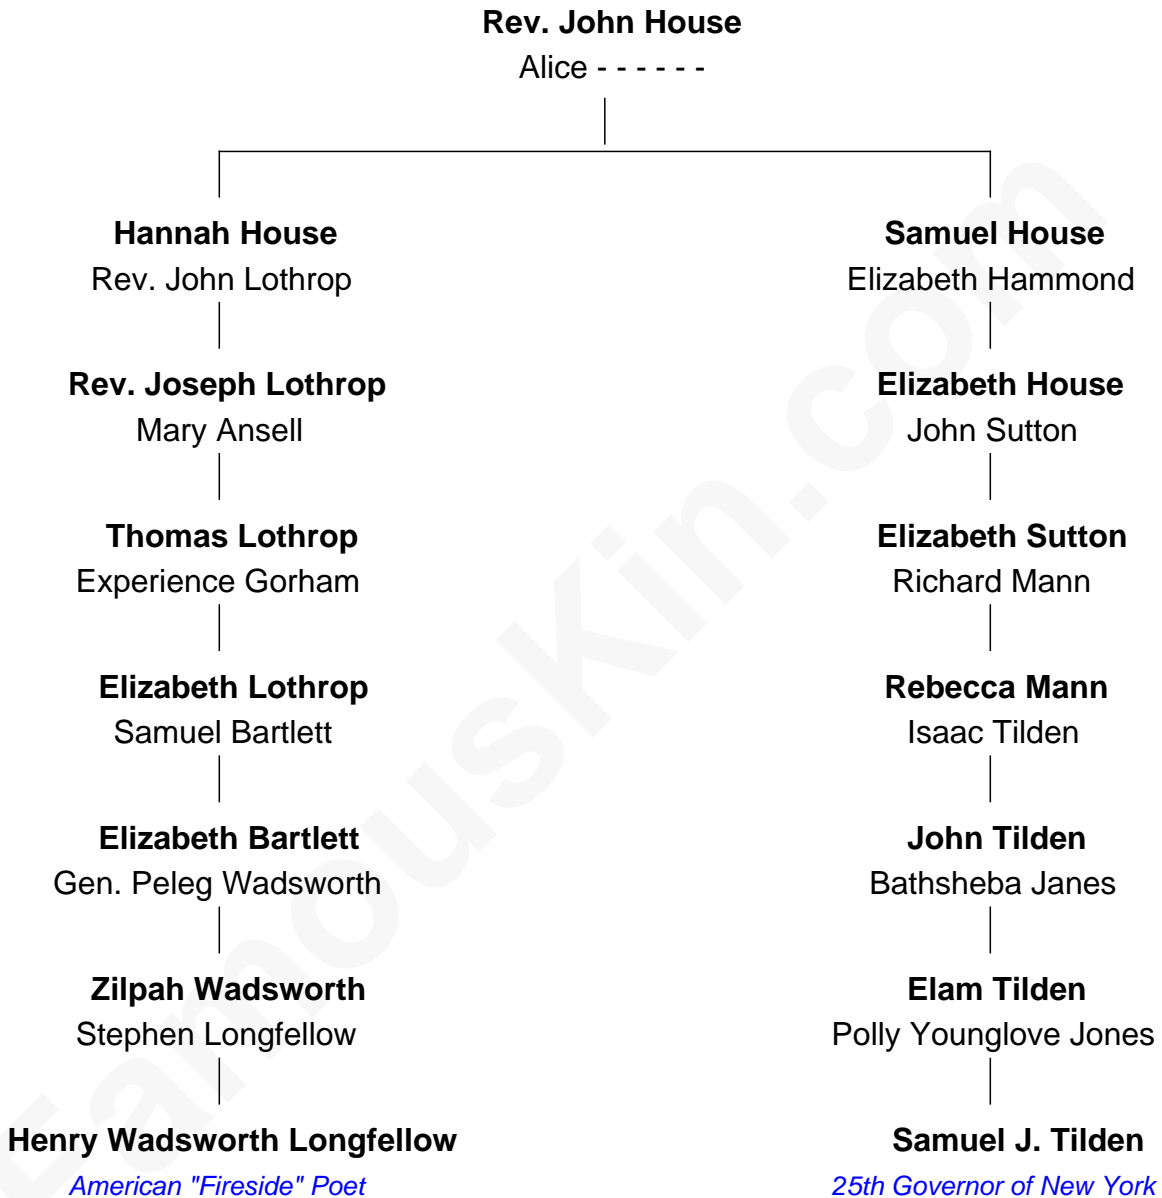 Rev. John House
Alice - - - - - -
Hannah House
Rev. John Lothrop
Samuel House
Elizabeth Hammond
Rev. Joseph Lothrop
Mary Ansell
Elizabeth House
John Sutton
Thomas Lothrop
Experience Gorham
Elizabeth Sutton
Richard Mann
Elizabeth Lothrop
Samuel Bartlett
Rebecca Mann
Isaac Tilden
Elizabeth Bartlett
Gen. Peleg Wadsworth
John Tilden
Bathsheba Janes
Zilpah Wadsworth
Stephen Longfellow
Elam Tilden
Polly Younglove Jones
Henry Wadsworth Longfellow
American "Fireside" Poet
Samuel J. Tilden
25th Governor of New York
FamousKin.com